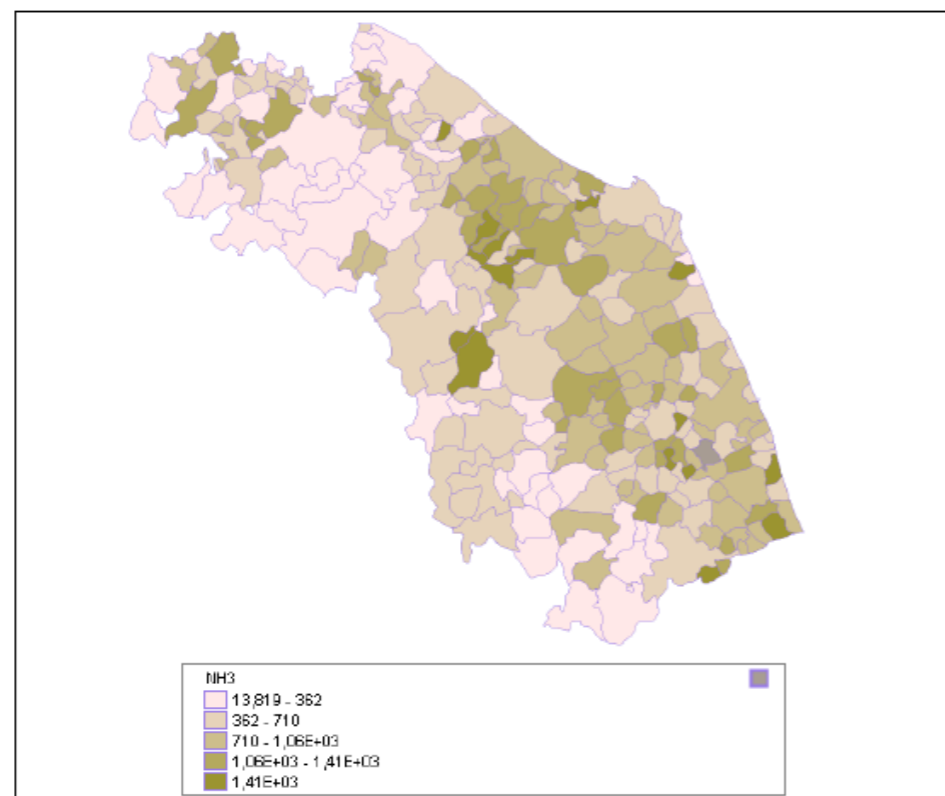 NH3
13,819 - 362
362 - 710
710 - 1,06E+03
1,06E+03 - 1,41E+03
1,41E+03